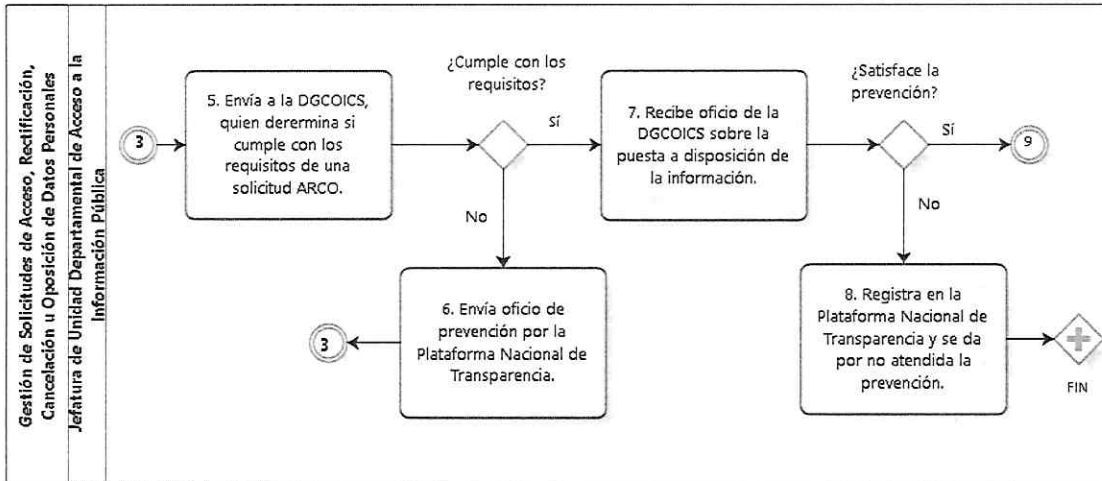 Gestión de Solicitudes de Acceso, Rectificación,
Cancelación u Oposición de Datos Personales
Jefatura de Unidad Departamental de Acceso a la
Información Pública
3
5. Envía a la DGCOICS,
quien derermina si
cumple con los
requisitos de una
solicitud ARCO.
¿Cumple con los
requisitos?
Sí
No
6. Envía oficio de
prevención por la
Plataforma Nacional de
Transparencia.
3
7. Recibe oficio de la
DGCOICS sobre la
puesta a disposición de
la información.
¿Satisface la
prevención?
Sí
9
No
8. Registra en la
Plataforma Nacional de
Transparencia y se da
por no atendida la
prevención.
FIN